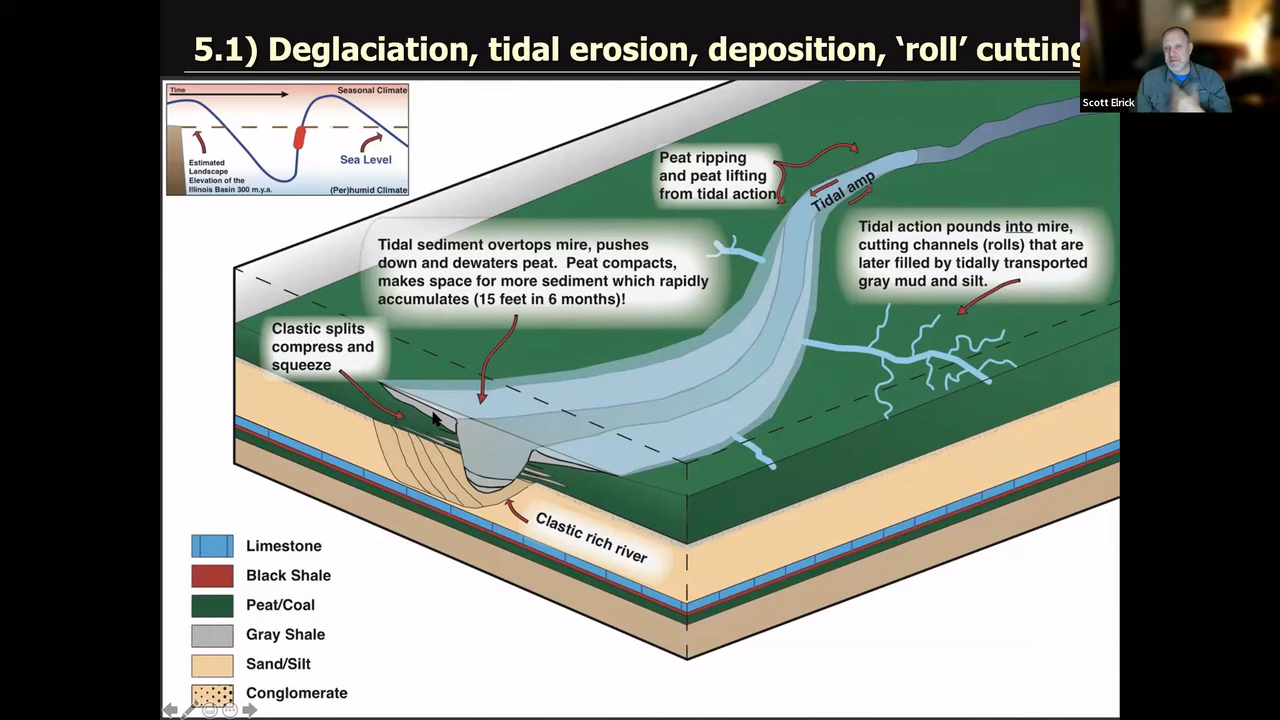 5.1) Deglaciation, tidal erosion, deposition, ‘roll’ cutting
Scott Elrick
Time
Seasonal Climate
Estimated
Landscape
Elevation of the
Illinois Basin 300 m.y.a.
Sea Level
(Per)humid Climate
Peat ripping
and peat lifting
from tidal action
Tidal amp
Tidal action pounds into mire,
cutting channels (rolls) that are
later filled by tidally transported
gray mud and silt.
Tidal sediment overtops mire, pushes
down and dewaters peat. Peat compacts,
makes space for more sediment which rapidly
accumulates (15 feet in 6 months)!
Clastic splits
compress and
squeeze
Clastic rich river
Limestone
Black Shale
Peat/Coal
Gray Shale
Sand/Silt
Conglomerate